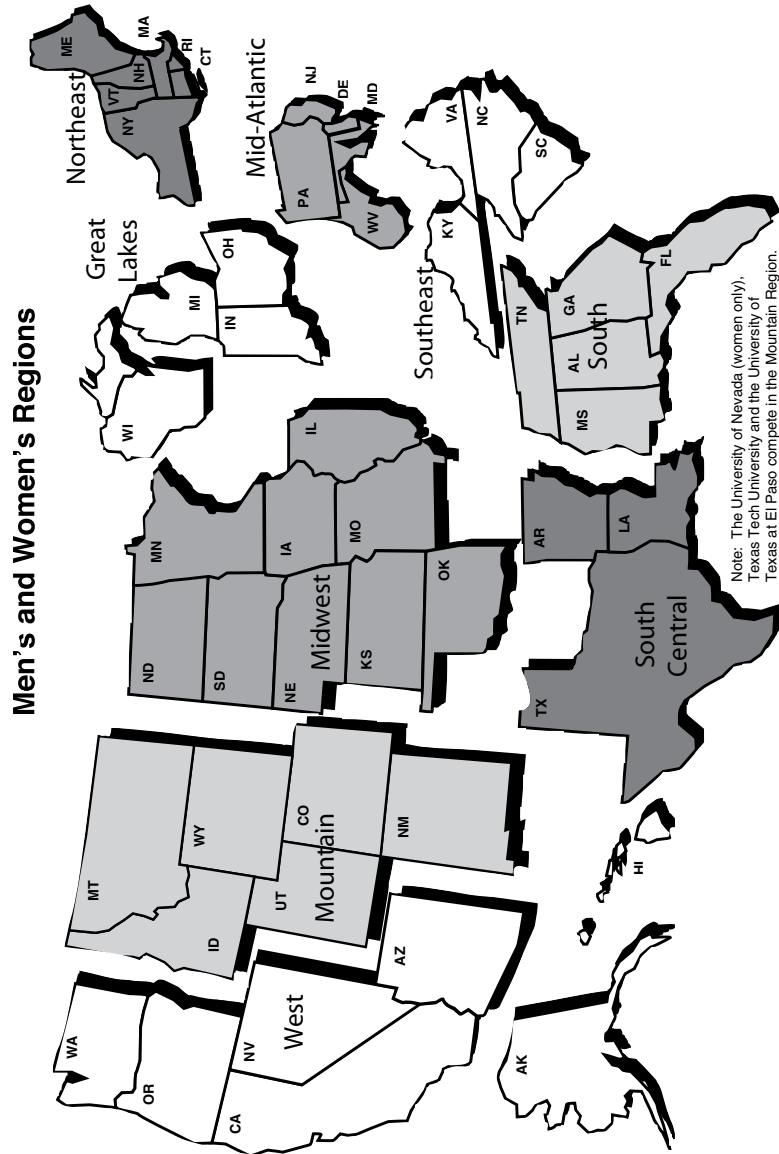 Men's and Women's Regions
WA
OR
CA
NV
West
AZ
AK
HI
MT
ID
WY
UT
CO
Mountain
NM
ND
SD
NE
KS
OK
MN
IA
MO
IL
Midwest
TX
AR
LA
South
Central
WI
MI
IN
OH
Great
Lakes
KY
VA
NC
SC
Southeast
TN
MS
AL
GA
FL
South
PA
WV
NJ
DE
MD
Mid-Atlantic
NY
VT
NH
ME
MA
RI
CT
Northeast
Note: The University of Nevada (women only),
Texas Tech University and the University of
Texas at El Paso compete in the Mountain Region.